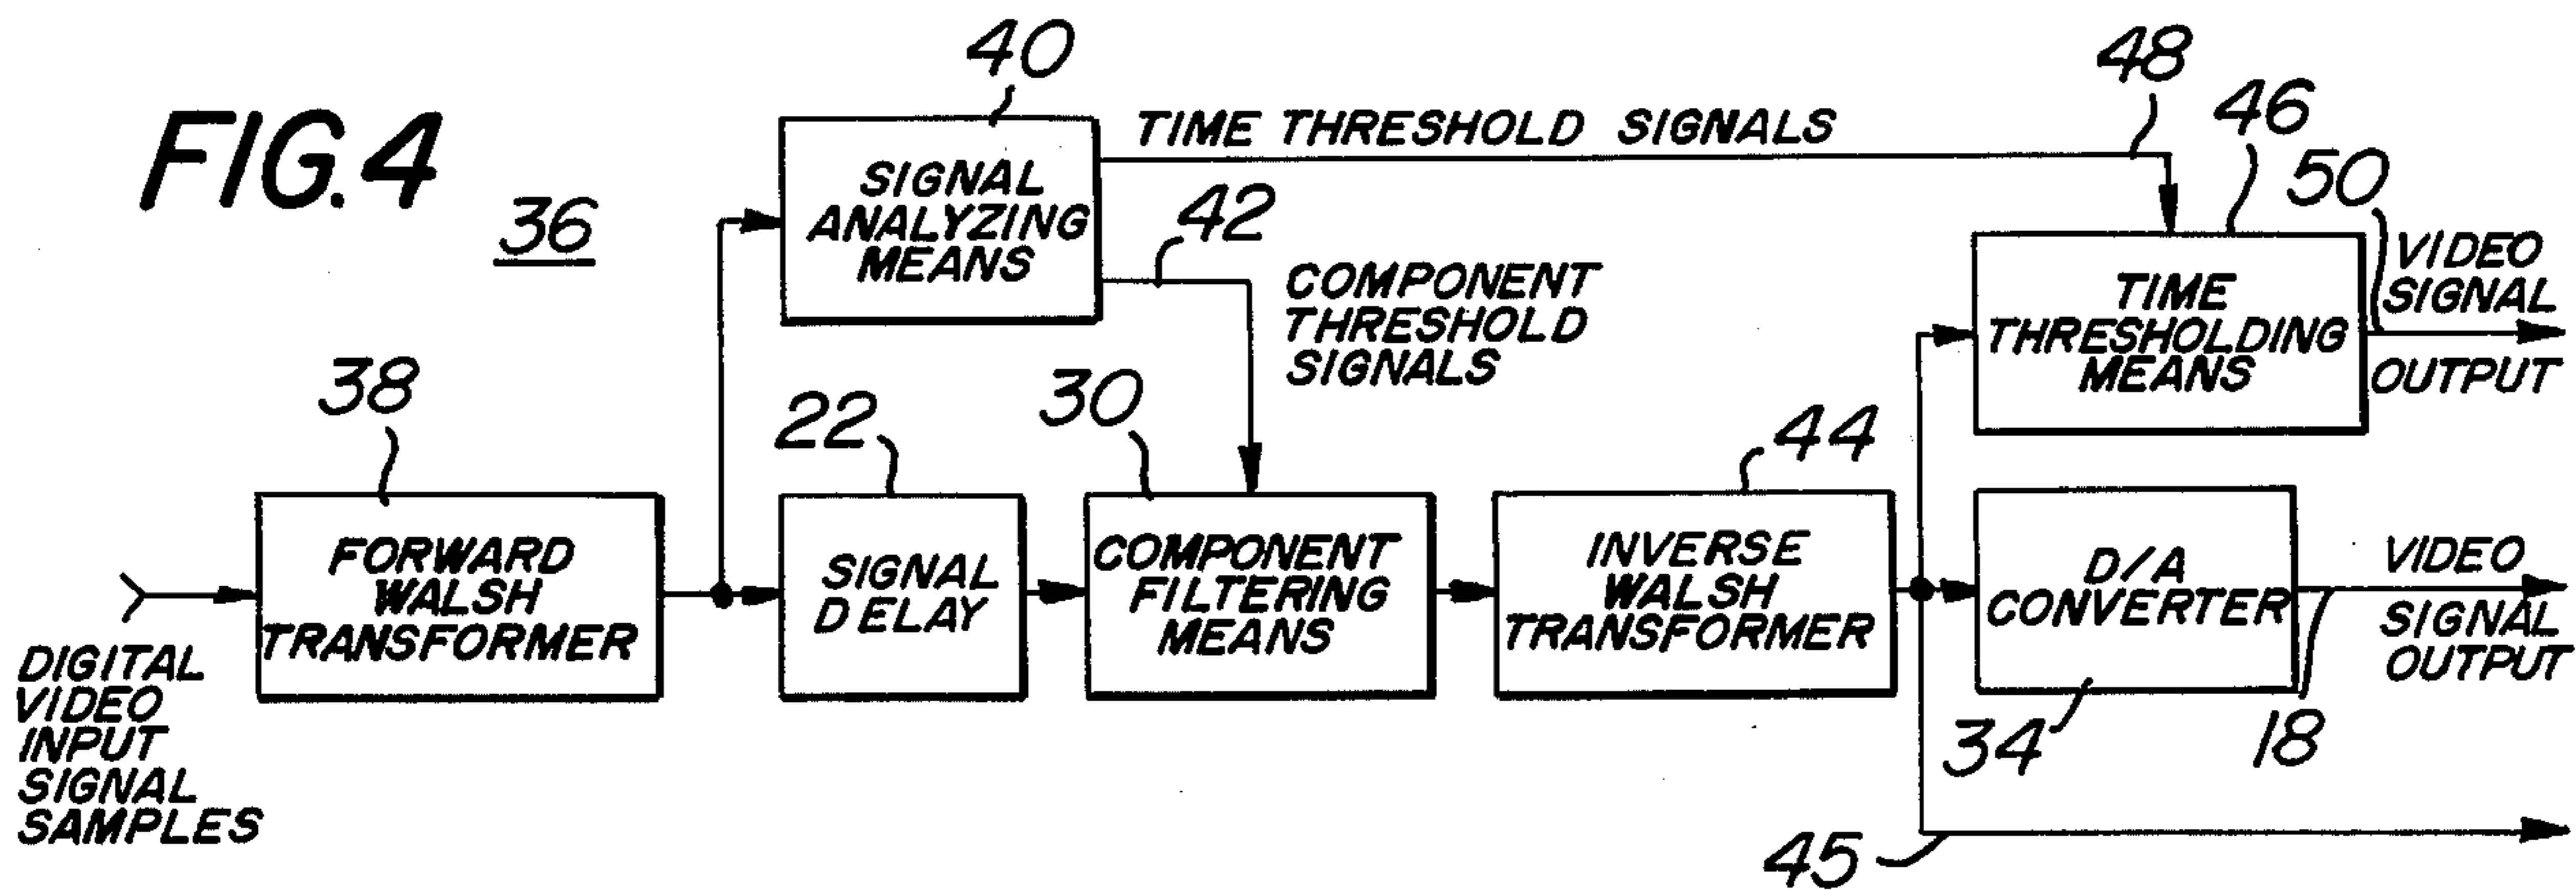 FIG.4
36
40
SIGNAL
ANALYZING
MEANS
TIME THRESHOLD SIGNALS
48
46
42
COMPONENT
THRESHOLD
SIGNALS
TIME
THRESHOLDING
MEANS
50
VIDEO
SIGNAL
OUTPUT
DIGITAL
VIDEO
INPUT
SIGNAL
SAMPLES
38
FORWARD
WALSH
TRANSFORMER
22
SIGNAL
DELAY
30
COMPONENT
FILTERING
MEANS
44
INVERSE
WALSH
TRANSFORMER
D/A
CONVERTER
34
VIDEO
SIGNAL
OUTPUT
18
45